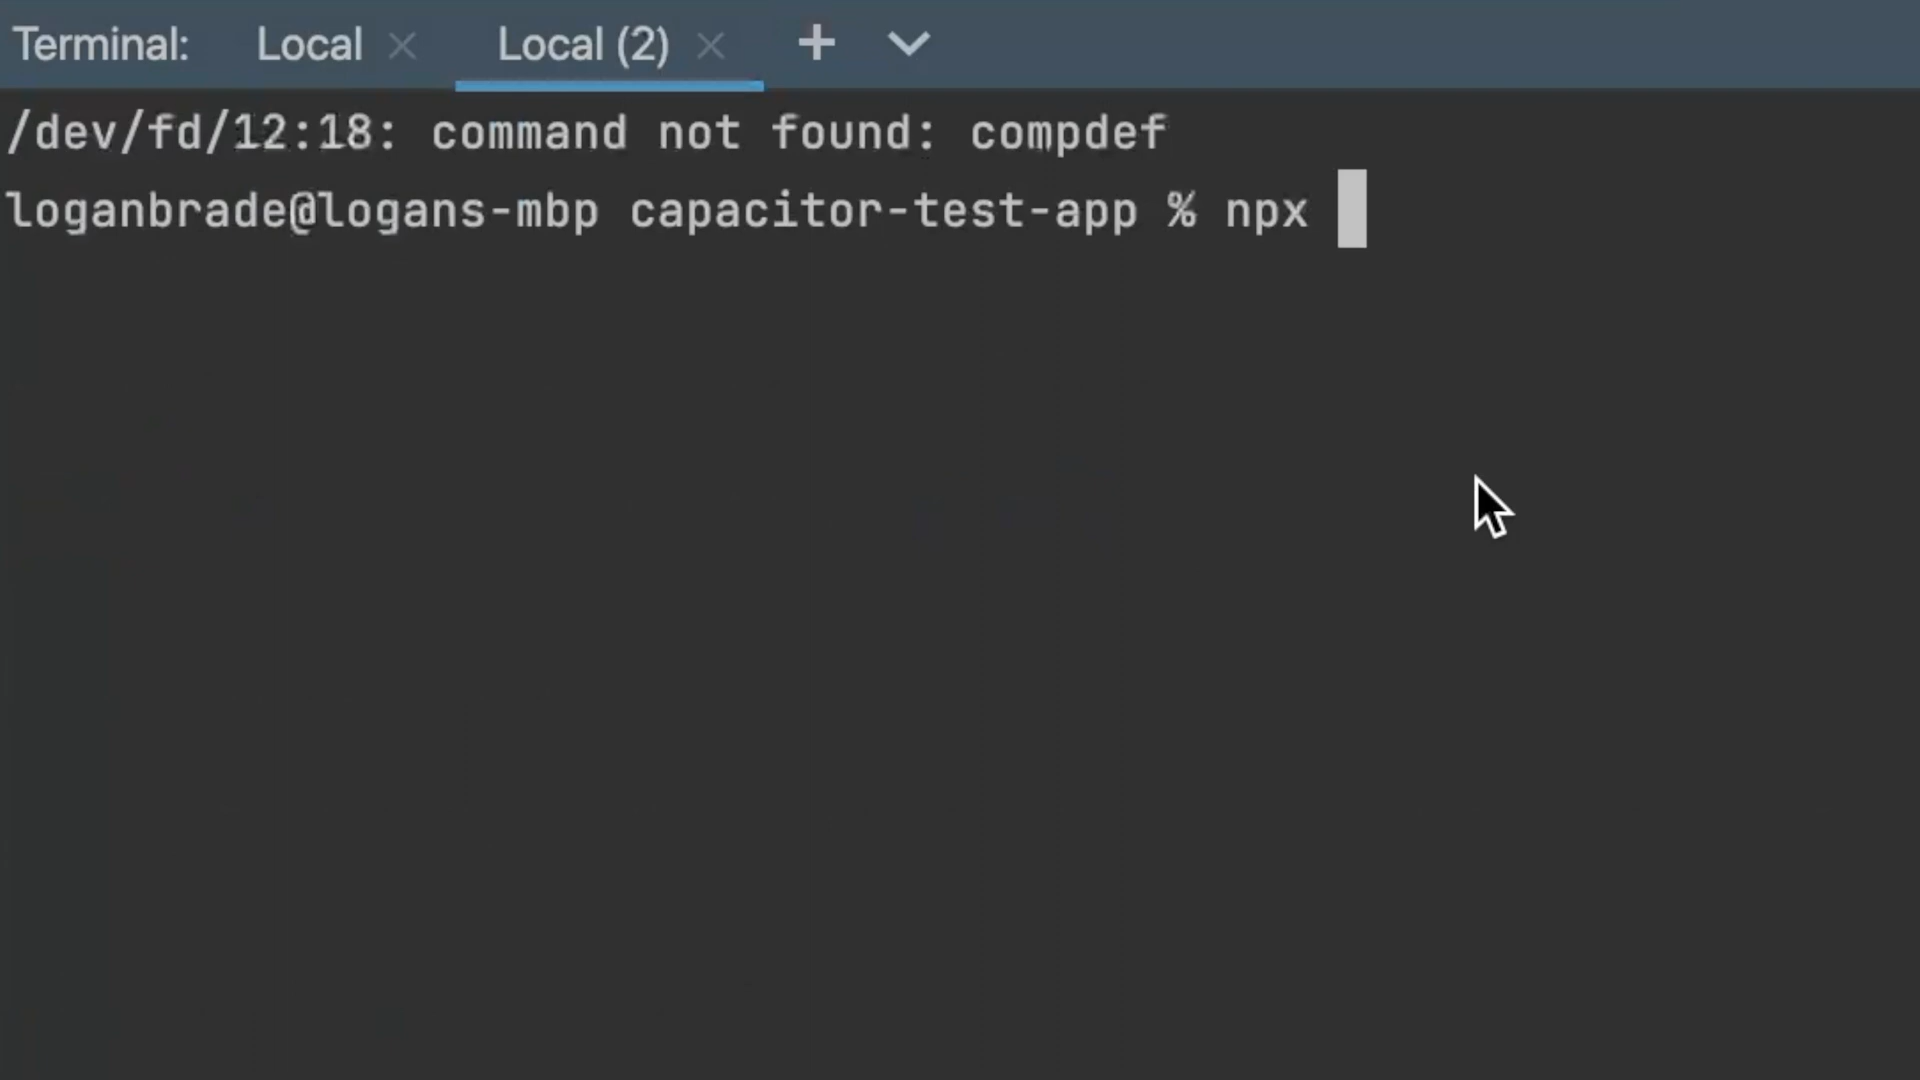 Terminal: Local Local (2)
/dev/fd/12:18: command not found: compdef
loganbrade@logans-mbp capacitor-test-app % npx